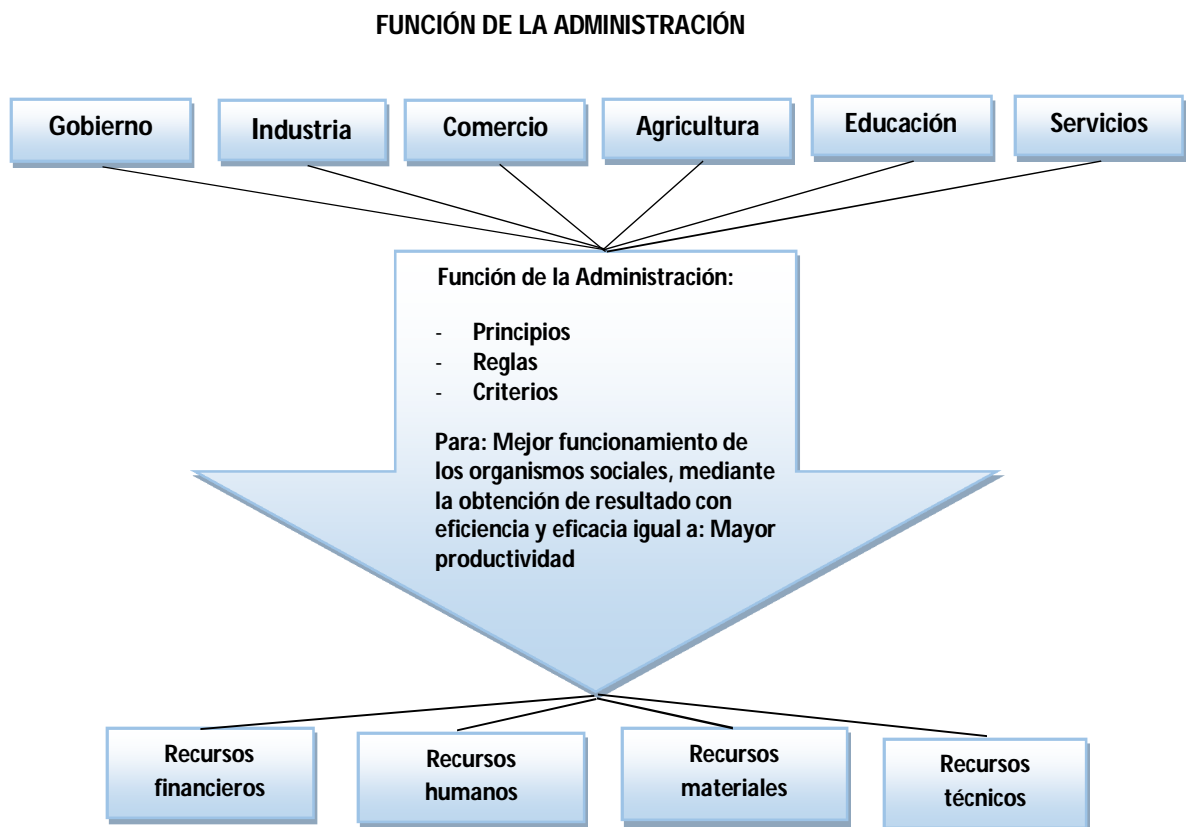 FUNCIÓN DE LA ADMINISTRACIÓN
Gobierno
Industria
Comercio
Agricultura
Educación
Servicios
Función de la Administración:
- Principios
- Reglas
- Criterios
Para: Mejor funcionamiento de
los organismos sociales, mediante
la obtención de resultado con
eficiencia y eficacia igual a: Mayor
productividad
Recursos
financieros
Recursos
humanos
Recursos
materiales
Recursos
técnicos